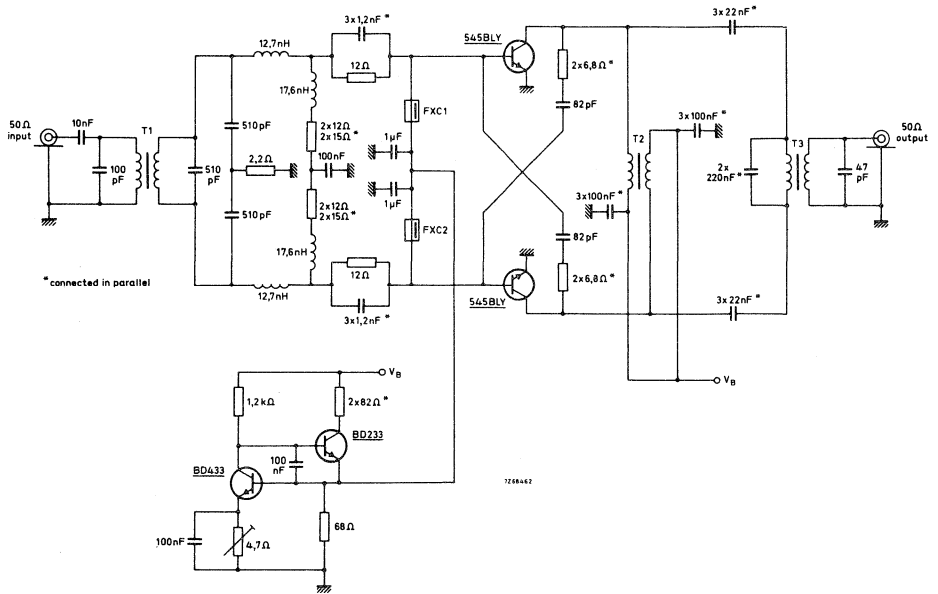 3x1,2nF *
12,7nH
12Ω
545BLY
3x22nF *
2x6,8Ω *
17,6nH
FXC1
82pF
50Ω
input
10nF
T1
510pF
2x12Ω
2x15Ω *
1μF
T2
3x100nF *
50Ω
output
100
pF
510
pF
2,2Ω
100nF
T3
2x
220nF *
47
pF
1μF
3x100nF *
510pF
2x12Ω
2x15Ω *
FXC2
82pF
17,6nH
12Ω
2x6,8Ω *
* connected in parallel
12,7nH
3x1,2nF *
545BLY
3x22nF *
VB
VB
1,2kΩ
2x82Ω *
BD233
BD433
100
nF
7Z68462
68Ω
100nF
4,7Ω